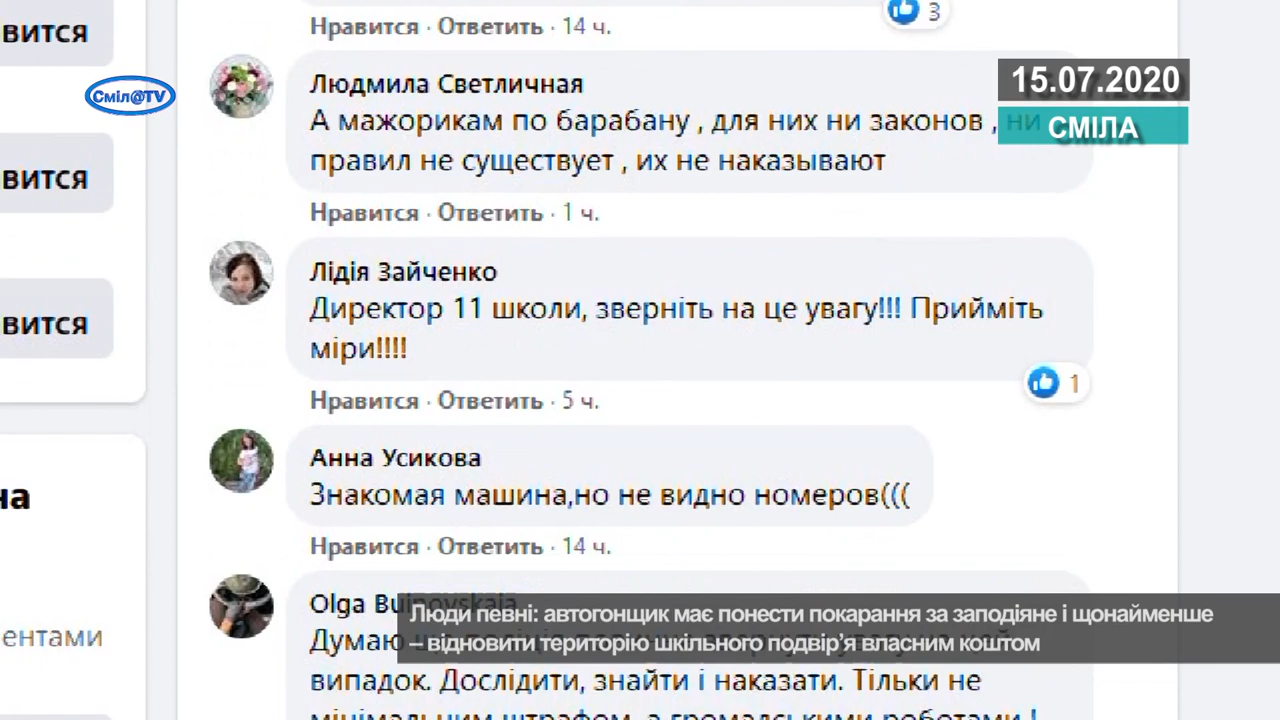 Нравится · Ответить · 14 ч.
3
вится
Людмила Светличная
Сміл@TV
15.07.2020
А мажорикам по барабану , для них ни законов , ни
СМІЛА
правил не существует , их не наказывают
вится
Нравится · Ответить · 1 ч.
Лідія Зайченко
Директор 11 школи, зверніть на це увагу!!! Прийміть
вится
міри!!!!
1
Нравится · Ответить · 5 ч.
Анна Усикова
на
Знакомая машина,но не видно номеров(((
Нравится · Ответить · 14 ч.
Olga
Люди певні: автогонщик має понести покарання за заподіяне і щонайменше
– відновити територію шкільного подвір’я власним коштом
ентами
Думаю
випадок. Дослідити, знайти і наказати. Тільки не
мінімальним штрафом, а громадськими роботами !